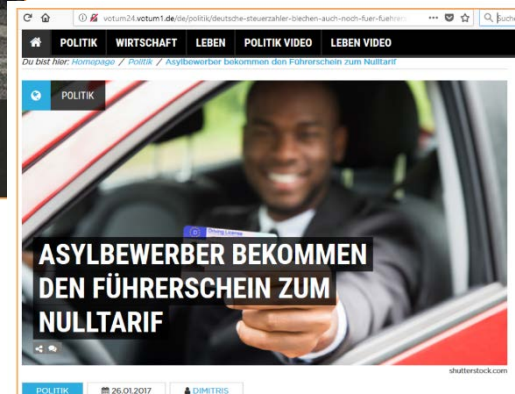 votum24.votum1.de/de/politik/deutsche-steuerzahler-blechen-auch-noch-fuer-fuehrers
POLITIK WIRTSCHAFT LEBEN POLITIK VIDEO LEBEN VIDEO
Du bist hier: Homepage / Politik / Asylbewerber bekommen den Führerschein zum Nulltarif
POLITIK
Driving License
ASYLBEWERBER BEKOMMEN
DEN FÜHRERSCHEIN ZUM
NULLTARIF
shutterstock.com
POLITIK 26.01.2017 DIMITRIS